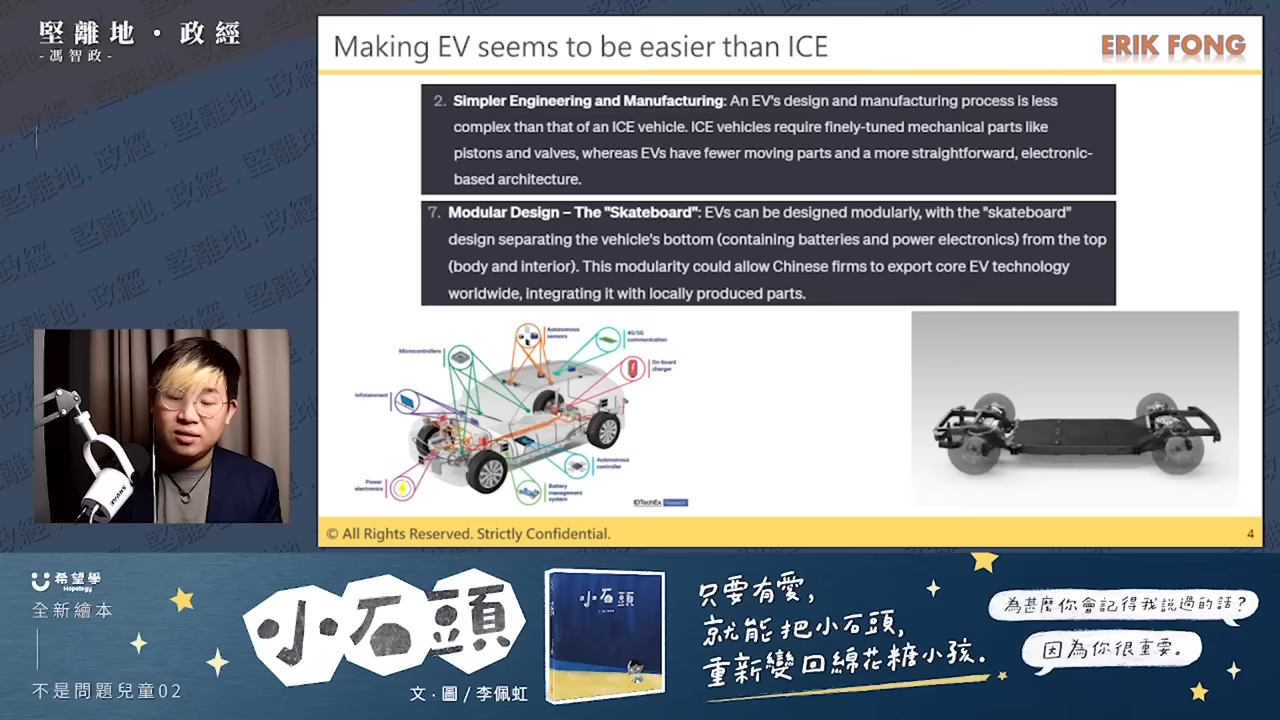 堅離地・政經
-馮智政-
Making EV seems to be easier than ICE
ERIK FONG
2. Simpler Engineering and Manufacturing: An EV's design and manufacturing process is less
complex than that of an ICE vehicle. ICE vehicles require finely-tuned mechanical parts like
pistons and valves, whereas EVs have fewer moving parts and a more straightforward, electronic-
based architecture.
7. Modular Design – The "Skateboard": EVs can be designed modularly, with the "skateboard"
design separating the vehicle's bottom (containing batteries and power electronics) from the top
(body and interior). This modularity could allow Chinese firms to export core EV technology
worldwide, integrating it with locally produced parts.
Autonomous
sensors
4G/5G
communication
Microcontrollers
On-board
charger
Infotainment
Autonomous
controller
Power
electronics
Battery
management
system
IDTechEx Research
© All Rights Reserved. Strictly Confidential.
4
希望學
Hopology
全新繪本
不是問題兒童02
小石頭
文・圖 / 李佩虹
小石頭
只要有愛,
就能把小石頭,
重新變回綿花糖小孩.
為甚麼你會記得我說過的話?
因為你很重要。